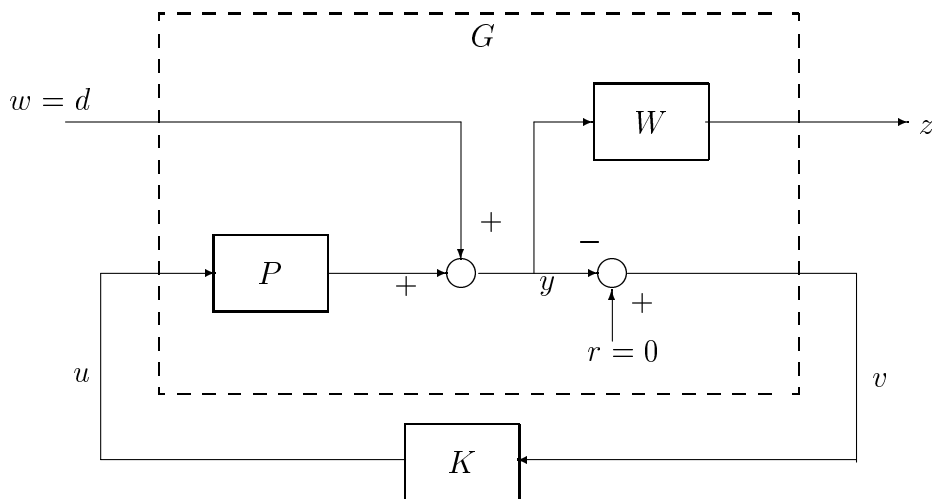 G
w = d
W
z
+
−
P
+
y
+
r = 0
u
v
K